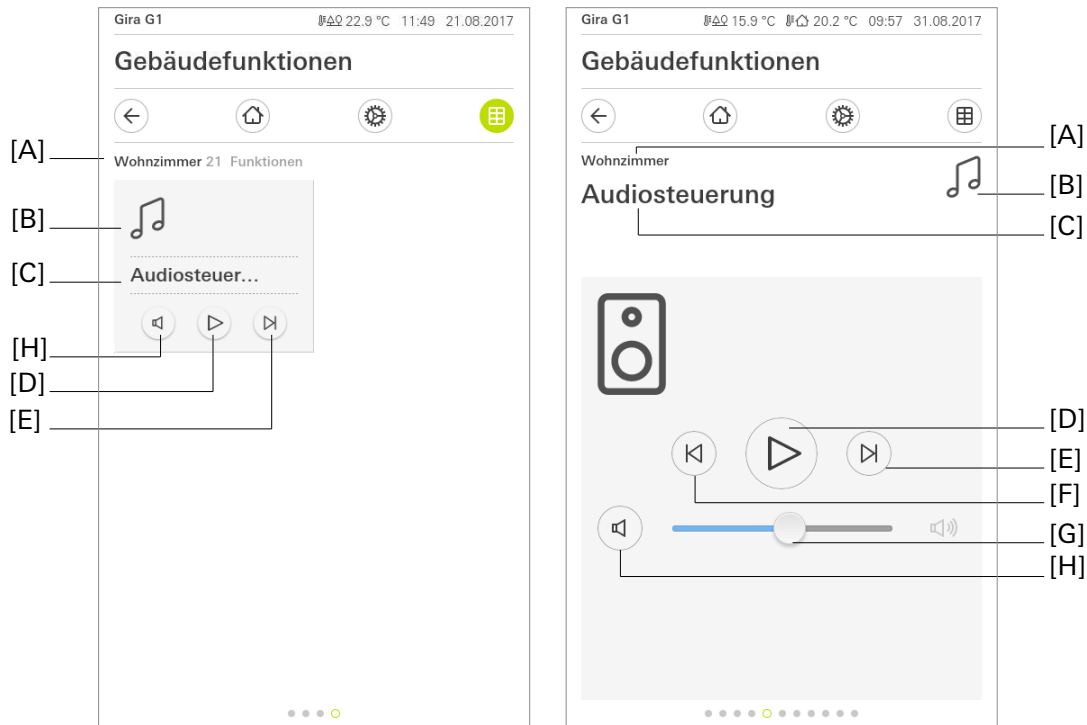 Gira G1 22.9 °C 11:49 21.08.2017
Gebäudefunktionen
Wohnzimmer 21 Funktionen
Audiosteuer...
[A]
[B]
[C]
[H]
[D]
[E]
Gira G1 15.9 °C 20.2 °C 09:57 31.08.2017
Gebäudefunktionen
Wohnzimmer
Audiosteuerung
[A]
[B]
[C]
[D]
[E]
[F]
[G]
[H]